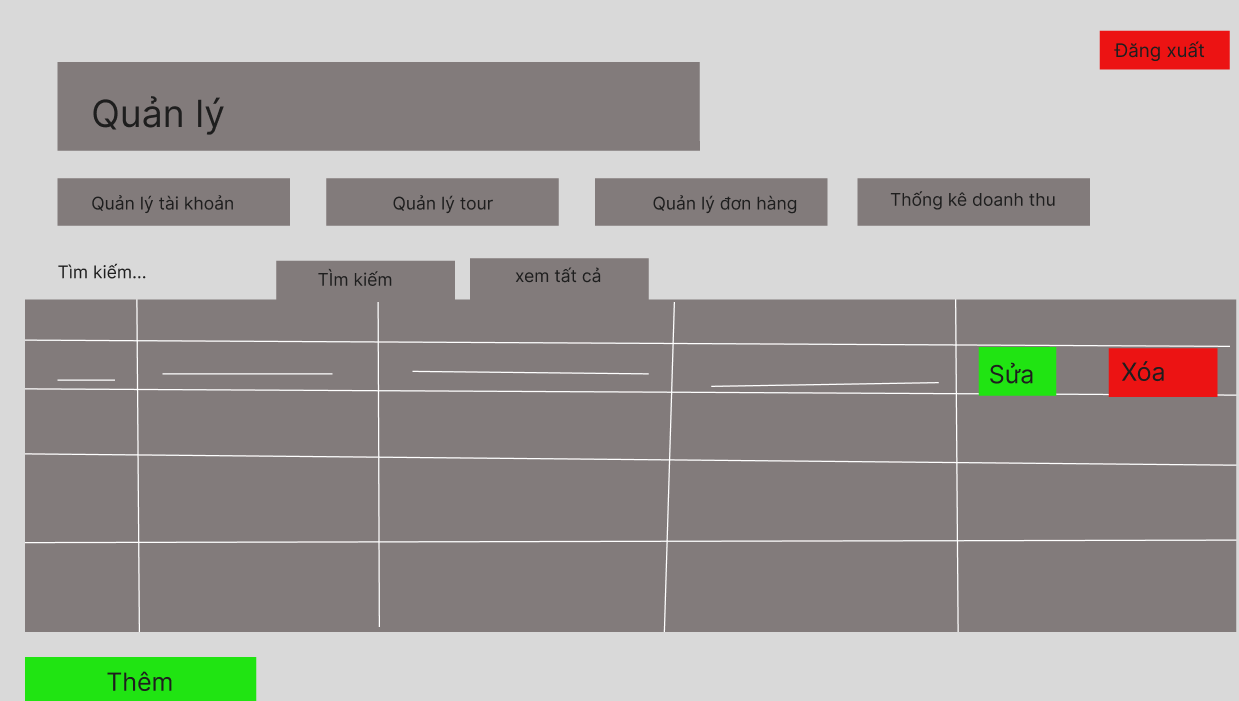 Đăng xuất
Quản lý
Quản lý tài khoản
Quản lý tour
Quản lý đơn hàng
Thống kê doanh thu
Tìm kiếm...
TÌm kiếm
xem tất cả
Sửa
Xóa
Thêm